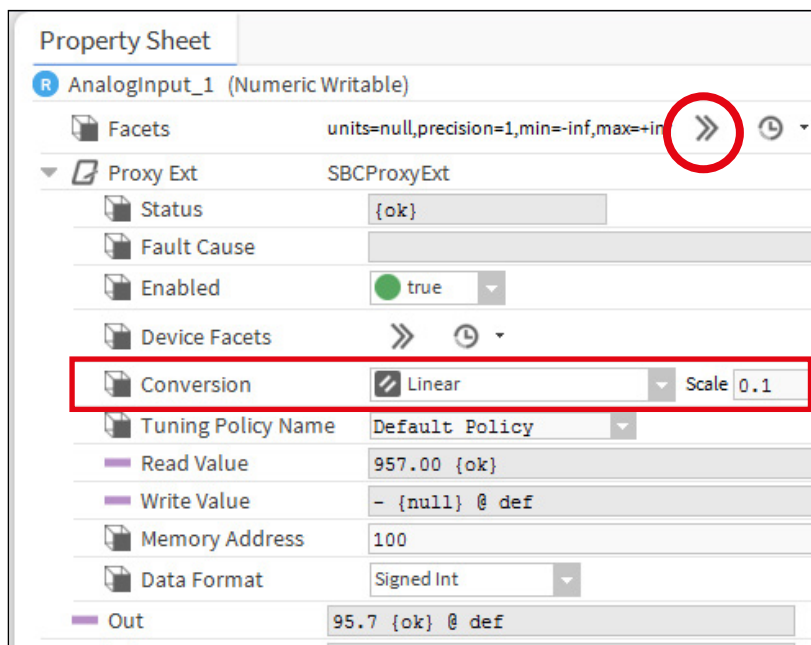 Property Sheet
R AnalogInput_1 (Numeric Writable)
Facets units=null,precision=1,min=-inf,max=+in
Proxy Ext SBCProxyExt
Status {ok}
Fault Cause
Enabled true
Device Facets
Conversion Linear Scale 0.1
Tuning Policy Name Default Policy
Read Value 957.00 {ok}
Write Value - {null} @ def
Memory Address 100
Data Format Signed Int
Out 95.7 {ok} @ def